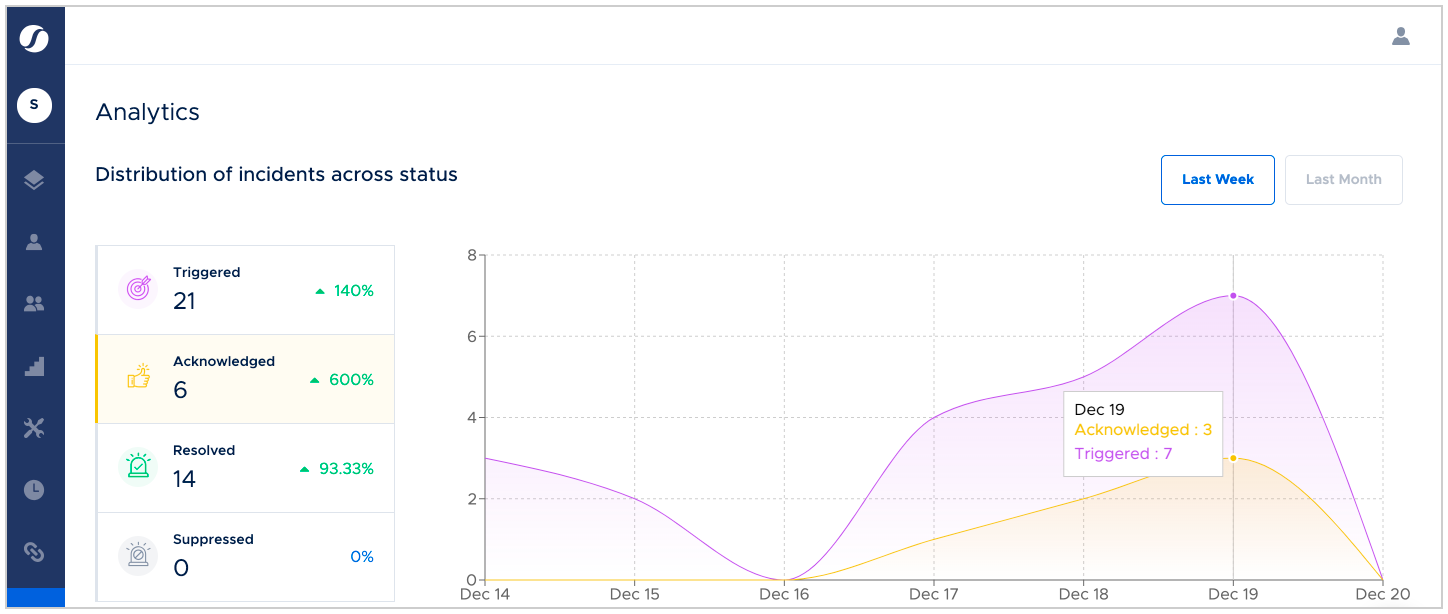 S
Analytics
Distribution of incidents across status
Last Week
Last Month
Triggered
21
140%
Acknowledged
6
600%
Resolved
14
93.33%
Suppressed
0
0%
8
6
4
2
0
Dec 19
Acknowledged : 3
Triggered : 7
Dec 14 Dec 15 Dec 16 Dec 17 Dec 18 Dec 19 Dec 20